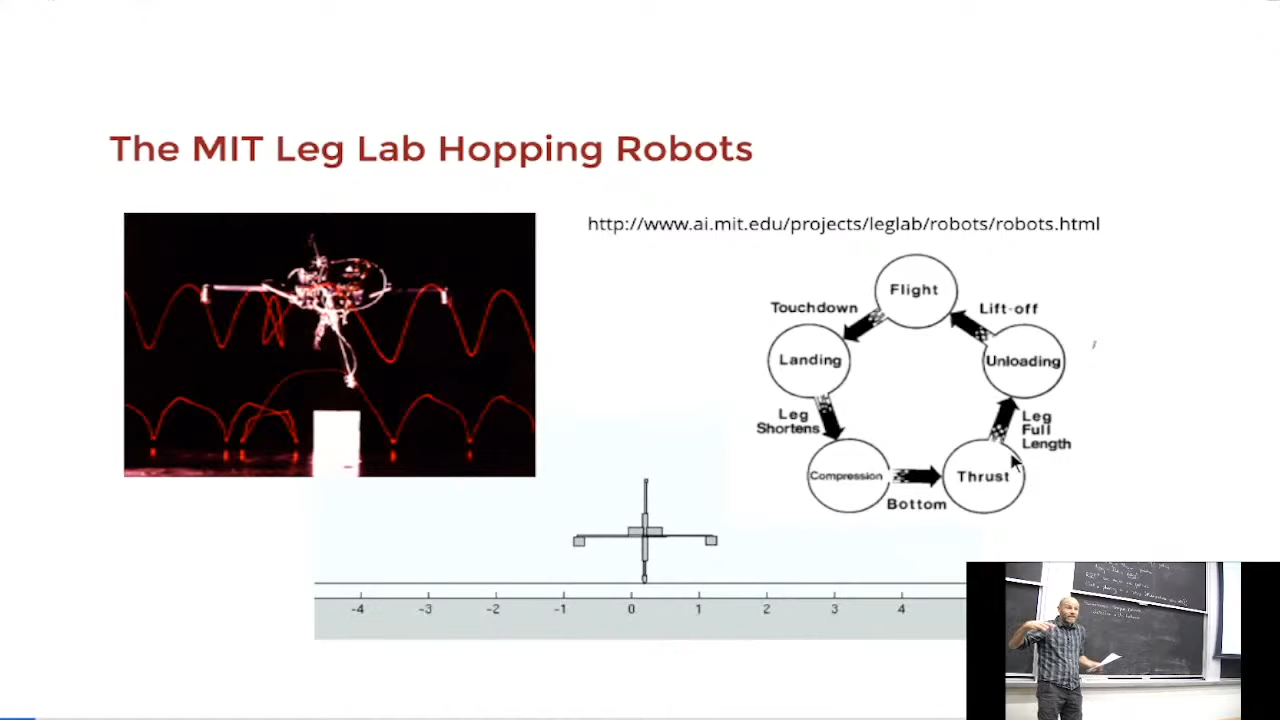 The MIT Leg Lab Hopping Robots
http://www.ai.mit.edu/projects/leglab/robots/robots.html
Flight
Touchdown
Lift-off
Landing
Unloading
Leg
Shortens
Leg
Full
Length
Compression
Thrust
Bottom
-4 -3 -2 -1 0 1 2 3 4